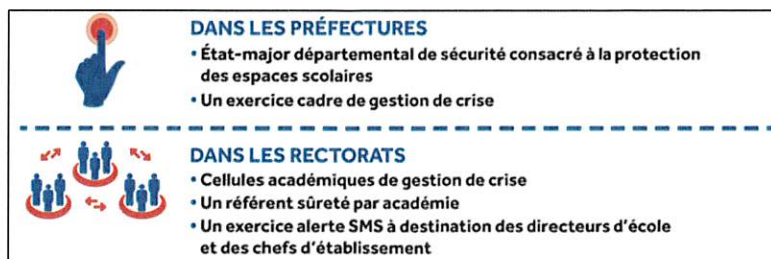 DANS LES PRÉFECTURES
• État-major départemental de sécurité consacré à la protection
des espaces scolaires
• Un exercice cadre de gestion de crise
DANS LES RECTORATS
• Cellules académiques de gestion de crise
• Un référent sûreté par académie
• Un exercice alerte SMS à destination des directeurs d'école
et des chefs d'établissement